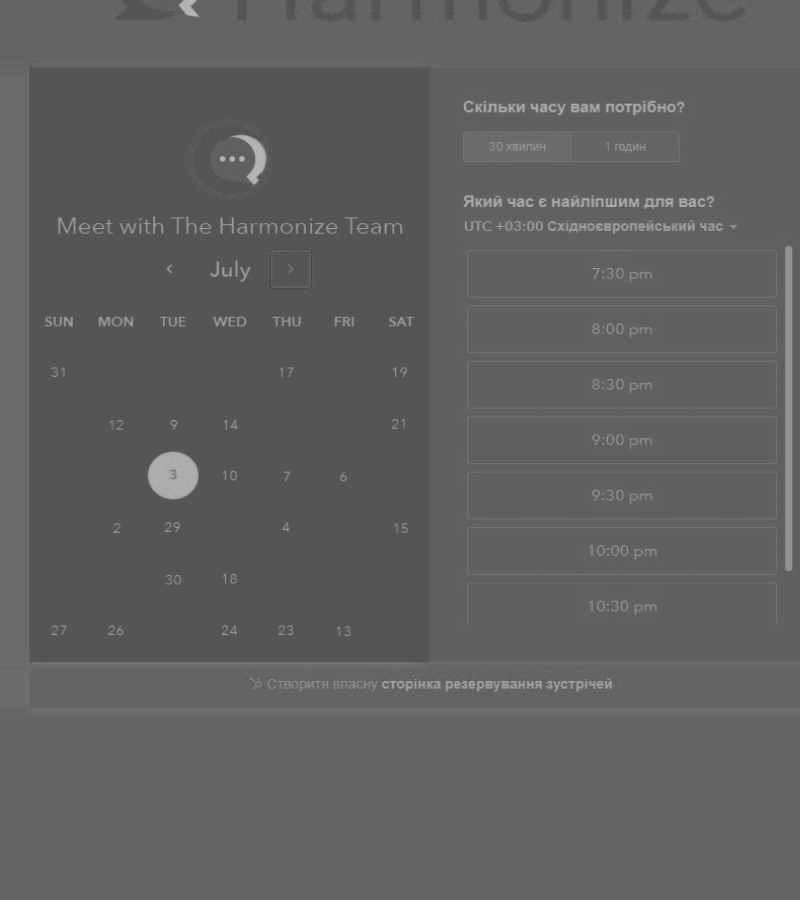 Harmonize
Meet with The Harmonize Team
July
SUN MON TUE WED THU FRI SAT
31 17 19
12 9 14 21
3 10 7 6
2 29 4 15
30 18
27 26 24 23 13
Скільки часу вам потрібно?
30 хвилин 1 годин
Який час є найліпшим для вас?
UTC +03:00 Східноєвропейський час
7:30 pm
8:00 pm
8:30 pm
9:00 pm
9:30 pm
10:00 pm
10:30 pm
Створити власну сторінка резервування зустрічей